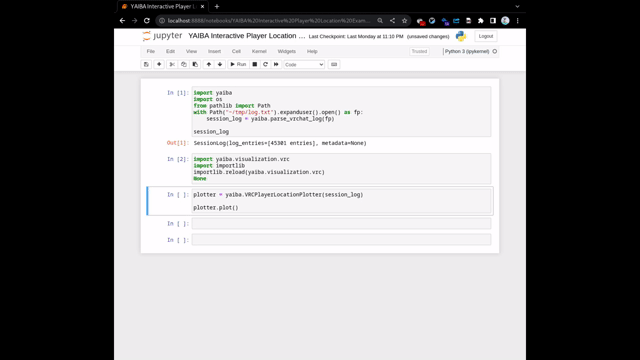 jupyter
localhost:8888/notebooks/YAIBA%20Interactive%20Player%20Location%20Exam...
jupyter YAIBA Interactive Player Location ... Last Checkpoint: Last Monday at 11:10 PM (unsaved changes) Logout
File Edit View Insert Cell Kernel Widgets Help Trusted Python 3 (ipykernel)
Run Code
In [1]: import yaiba
import os
from pathlib import Path
with Path("~/tmp/log.txt").expanduser().open() as fp:
session_log = yaiba.parse_vrchat_log(fp)
session_log
Out[1]: SessionLog(log_entries=[45301 entries], metadata=None)
In [2]: import yaiba.visualization.vrc
import importlib
importlib.reload(yaiba.visualization.vrc)
None
In [ ]: plotter = yaiba.VRCPlayerLocationPlotter(session_log)
plotter.plot()
In [ ]:
In [ ]: